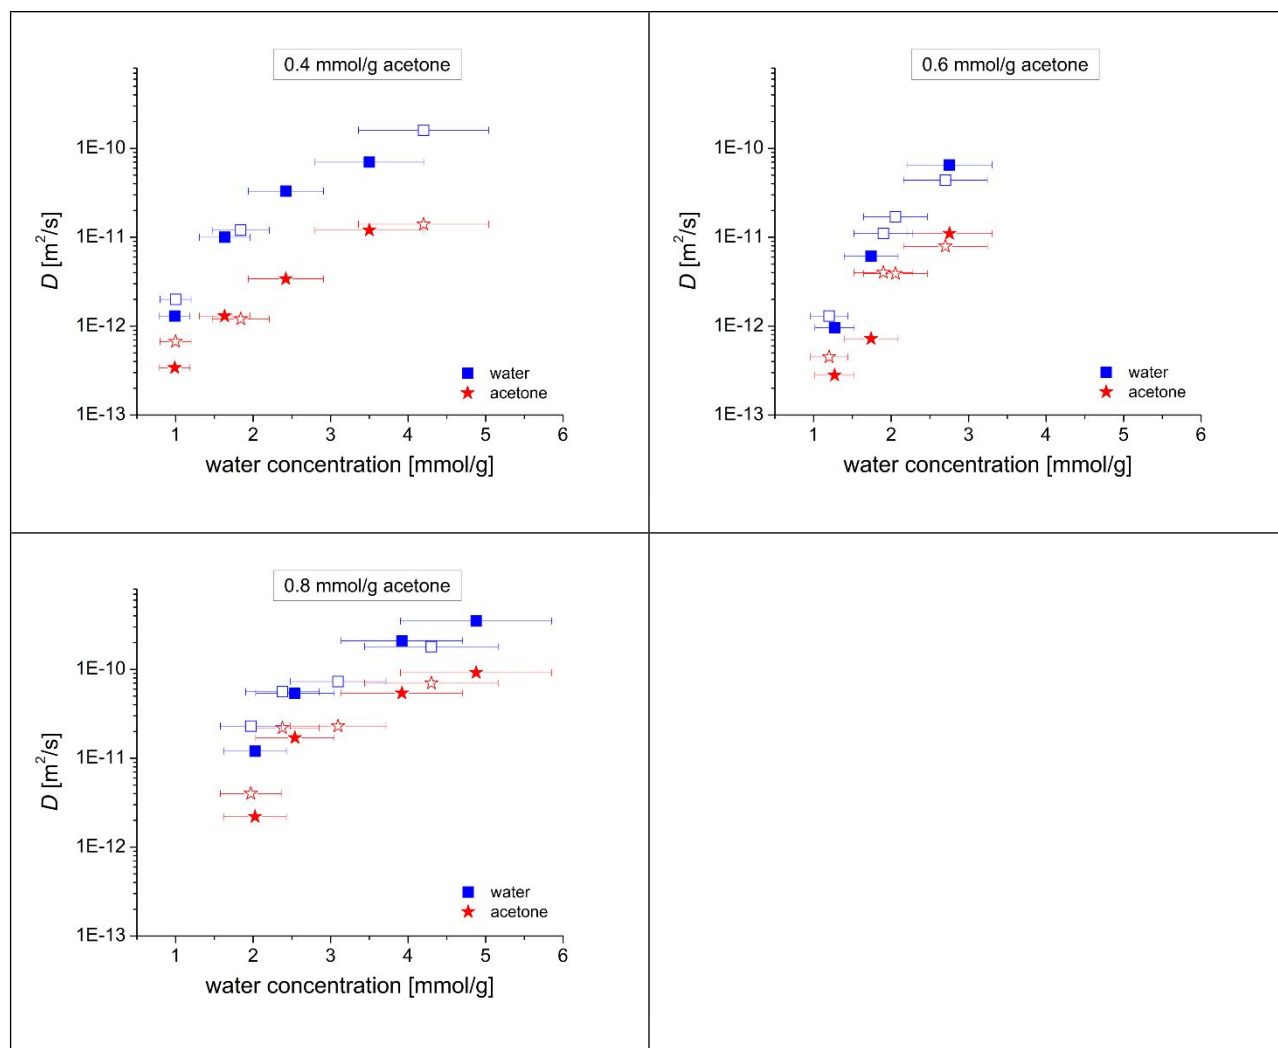 0.4 mmol/g acetone
1E-10
1E-11
1E-12
1E-13
D [m²/s]
water
acetone
1 2 3 4 5 6
water concentration [mmol/g]
0.6 mmol/g acetone
1E-10
1E-11
1E-12
1E-13
D [m²/s]
water
acetone
1 2 3 4 5 6
water concentration [mmol/g]
0.8 mmol/g acetone
1E-10
1E-11
1E-12
1E-13
D [m²/s]
water
acetone
1 2 3 4 5 6
water concentration [mmol/g]